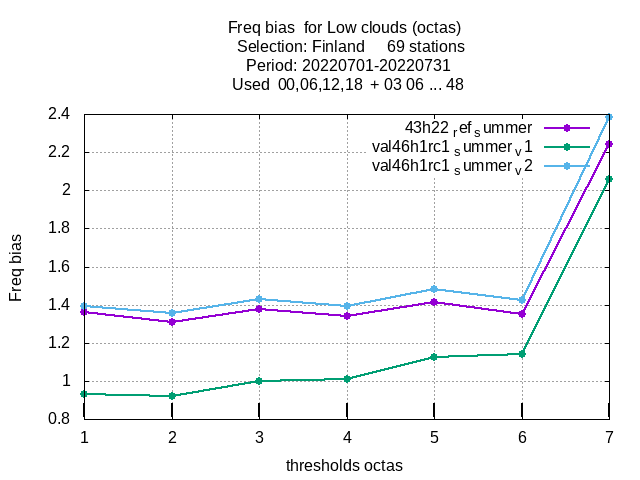 Freq bias  for Low clouds (octas)
Selection: Finland     69 stations
Period: 20220701-20220731
Used  00,06,12,18  + 03 06 ... 48
43h22 ref summer
val46h1rc1 summer v1
val46h1rc1 summer v2
Freq bias
2.4
2.2
2
1.8
1.6
1.4
1.2
1
0.8
1 2 3 4 5 6 7
thresholds octas